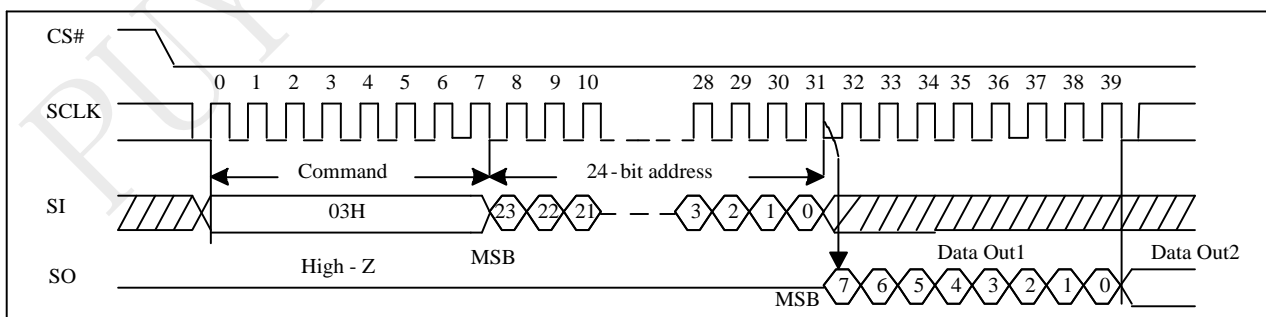 PUY
CS#
0 1 2 3 4 5 6 7 8 9 10 28 29 30 31 32 33 34 35 36 37 38 39
SCLK
Command 24-bit address
SI 03H 23 22 21 3 2 1 0
MSB
High - Z Data Out1 Data Out2
SO
MSB 7 6 5 4 3 2 1 0